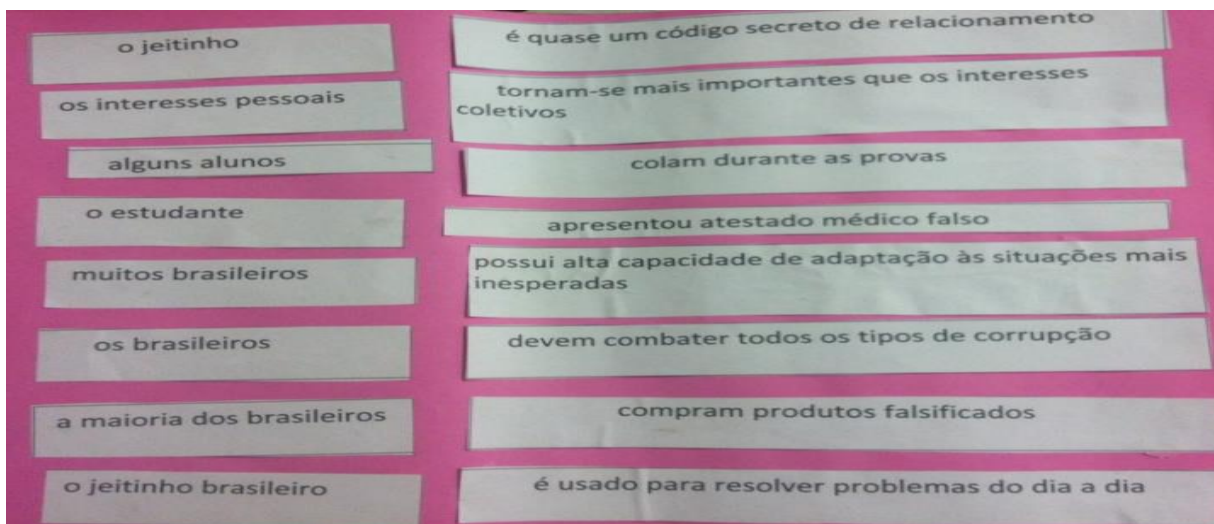 o jeitinho
é quase um código secreto de relacionamento
os interesses pessoais
tornam-se mais importantes que os interesses
coletivos
alguns alunos
colam durante as provas
o estudante
apresentou atestado médico falso
muitos brasileiros
possui alta capacidade de adaptação às situações mais
inesperadas
os brasileiros
devem combater todos os tipos de corrupção
a maioria dos brasileiros
compram produtos falsificados
o jeitinho brasileiro
é usado para resolver problemas do dia a dia